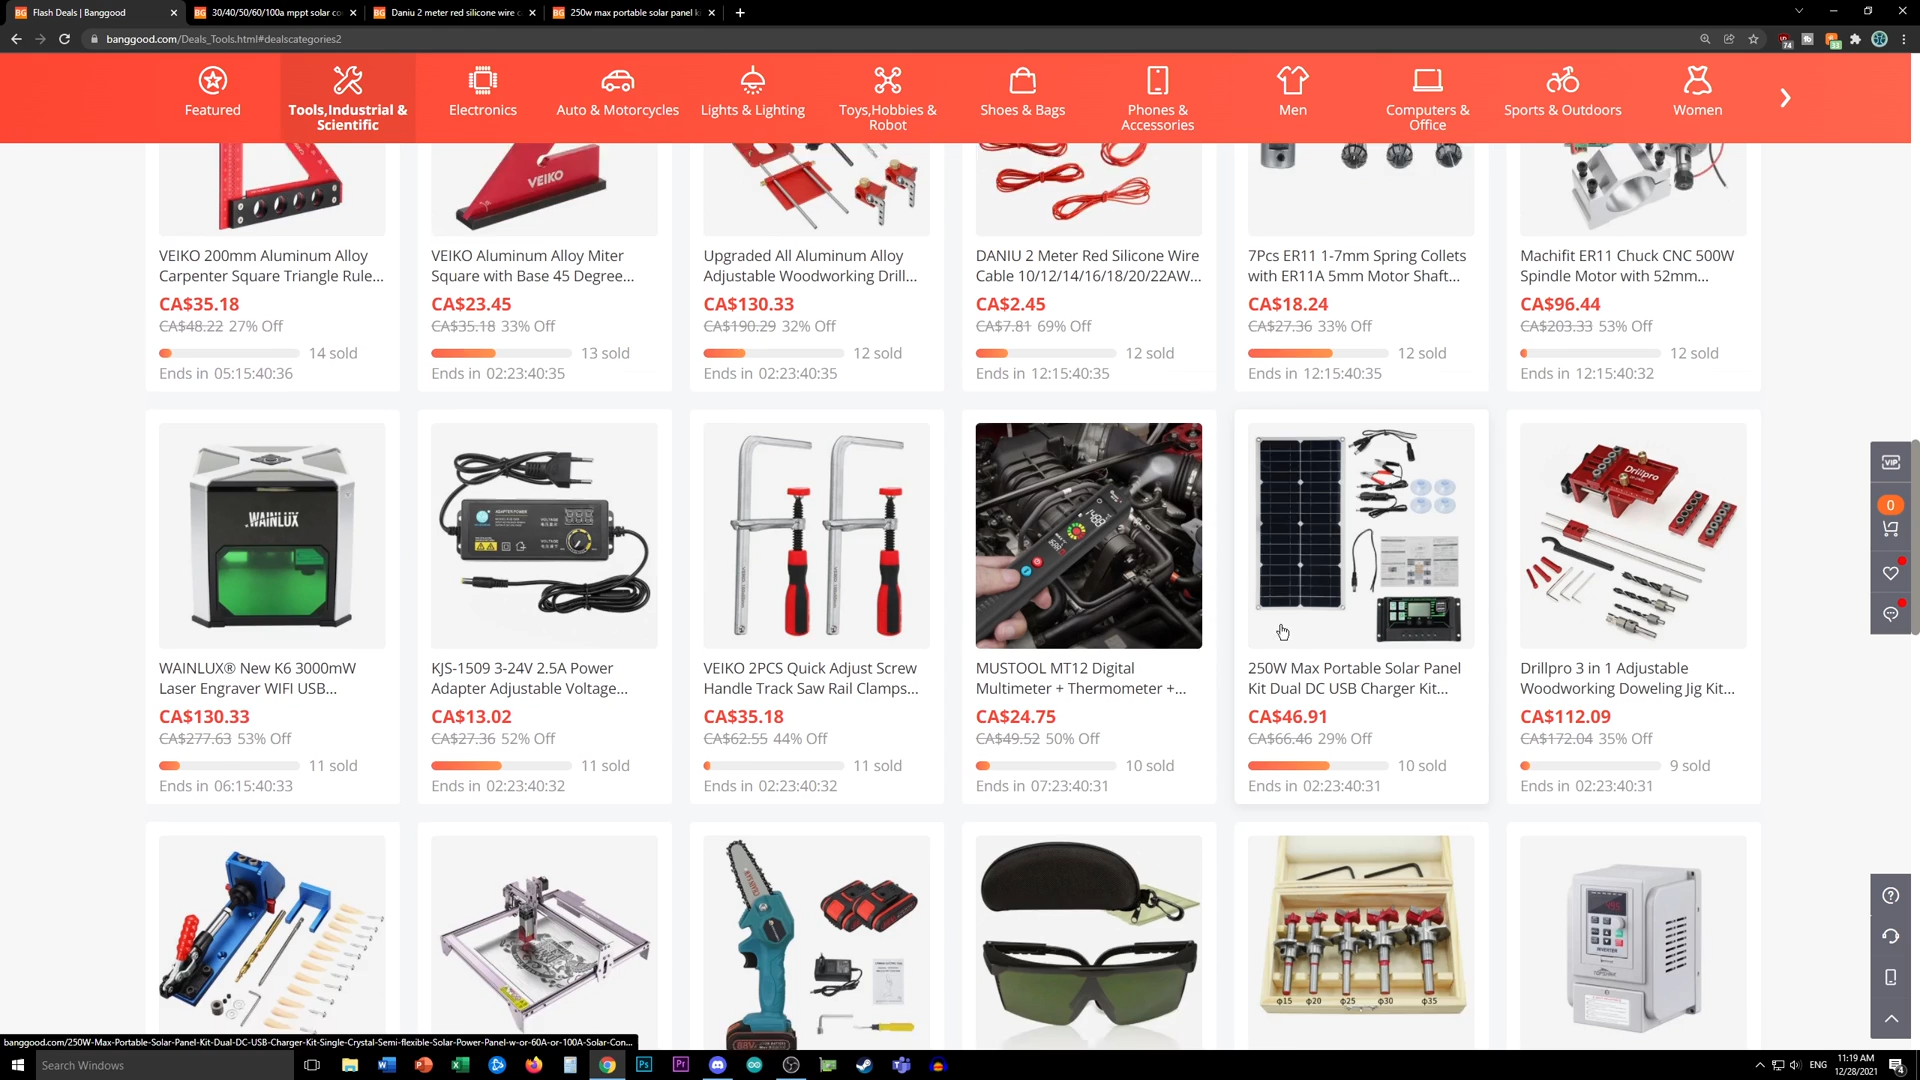 Flash Deals | Banggood
30/40/50/60/100a mppt solar co
Daniu 2 meter red silicone wire c
250w max portable solar panel k
banggood.com/Deals_Tools.html#dealscategories2
74
33
Featured
Tools,Industrial &
Scientific
Electronics
Auto & Motorcycles
Lights & Lighting
Toys,Hobbies &
Robot
Shoes & Bags
Phones &
Accessories
Men
Computers &
Office
Sports & Outdoors
Women
VEIKO
VEIKO 200mm Aluminum Alloy
Carpenter Square Triangle Rule...
CA$35.18
CA$48.22 27% Off
14 sold
Ends in 05:15:40:36
VEIKO Aluminum Alloy Miter
Square with Base 45 Degree...
CA$23.45
CA$35.18 33% Off
13 sold
Ends in 02:23:40:35
Upgraded All Aluminum Alloy
Adjustable Woodworking Drill...
CA$130.33
CA$190.29 32% Off
12 sold
Ends in 02:23:40:35
DANIU 2 Meter Red Silicone Wire
Cable 10/12/14/16/18/20/22AW...
CA$2.45
CA$7.81 69% Off
12 sold
Ends in 12:15:40:35
7Pcs ER11 1-7mm Spring Collets
with ER11A 5mm Motor Shaft...
CA$18.24
CA$27.36 33% Off
12 sold
Ends in 12:15:40:35
Machifit ER11 Chuck CNC 500W
Spindle Motor with 52mm...
CA$96.44
CA$203.33 53% Off
12 sold
Ends in 12:15:40:32
WAINLUX
WAINLUX® New K6 3000mW
Laser Engraver WIFI USB...
CA$130.33
CA$277.63 53% Off
11 sold
Ends in 06:15:40:33
ADAPTER POWER
KJS-1509 3-24V 2.5A Power
Adapter Adjustable Voltage...
CA$13.02
CA$27.36 52% Off
11 sold
Ends in 02:23:40:32
VEIKO 2PCS Quick Adjust Screw
Handle Track Saw Rail Clamps...
CA$35.18
CA$62.55 44% Off
11 sold
Ends in 02:23:40:32
MUSTOOL MT12 Digital
Multimeter + Thermometer +...
CA$24.75
CA$49.52 50% Off
10 sold
Ends in 07:23:40:31
250W Max Portable Solar Panel
Kit Dual DC USB Charger Kit...
CA$46.91
CA$66.46 29% Off
10 sold
Ends in 02:23:40:31
Drillpro
Drillpro 3 in 1 Adjustable
Woodworking Doweling Jig Kit...
CA$112.09
CA$172.04 35% Off
9 sold
Ends in 02:23:40:31
VIP
0
88V
φ15 φ20 φ25 φ30 φ35
INVERTER
banggood.com/250W-Max-Portable-Solar-Panel-Kit-Dual-DC-USB-Charger-Kit-Single-Crystal-Semi-flexible-Solar-Power-Panel-w-or-60A-or-100A-Solar-Con...
Search Windows
ENG
11:19 AM
12/28/2021
4